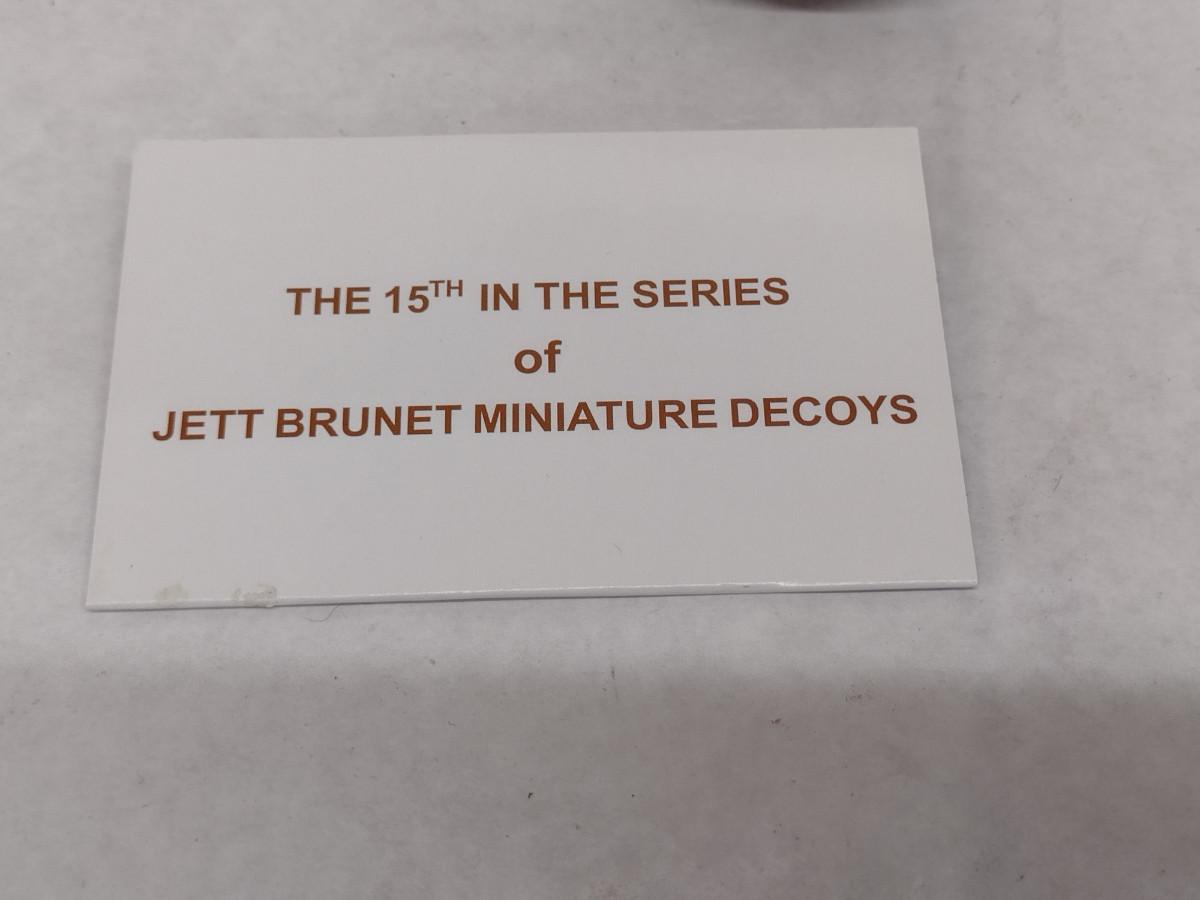 THE 15TH IN THE SERIES
of
JETT BRUNET MINIATURE DECOYS